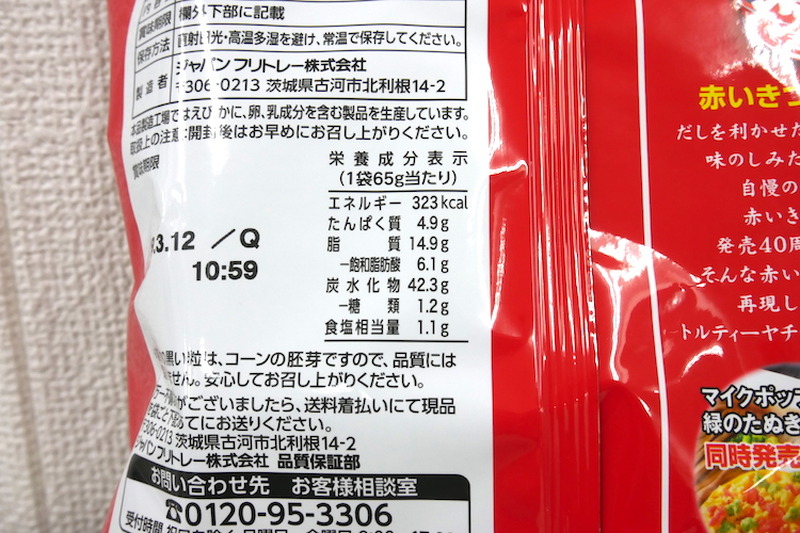 賞味期限 欄外下部に記載
保存方法 直射日光・高温多湿を避け、常温で保存してください。
製造者 ジャパンフリトレー株式会社
〒306-0213 茨城県古河市北利根14-2
本品製造工場ではえび・かに、卵、乳成分を含む製品を生産しています。
取扱上の注意:開封後はお早めにお召し上がりください。
賞味期限
3.12 /Q
10:59
栄養成分表示
(1袋65g当たり)
エネルギー 323kcal
たんぱく質 4.9g
脂質 14.9g
-飽和脂肪酸 6.1g
炭水化物 42.3g
-糖類 1.2g
食塩相当量 1.1g
黒い粒は、コーンの胚芽ですので、品質には
ません。安心してお召し上がりください。
がございましたら、送料着払いにて現品
てにお送りください。
〒306-0213 茨城県古河市北利根14-2
ジャパンフリトレー株式会社 品質保証部
お問い合わせ先 お客様相談室
☎0120-95-3306
受付時間
赤いき
だしを利かせた
味のしみた
自慢の
赤いき
発売40周
そんな赤い
再現し
トルティーヤチ
マイクポップ
緑のたぬき
同時発売